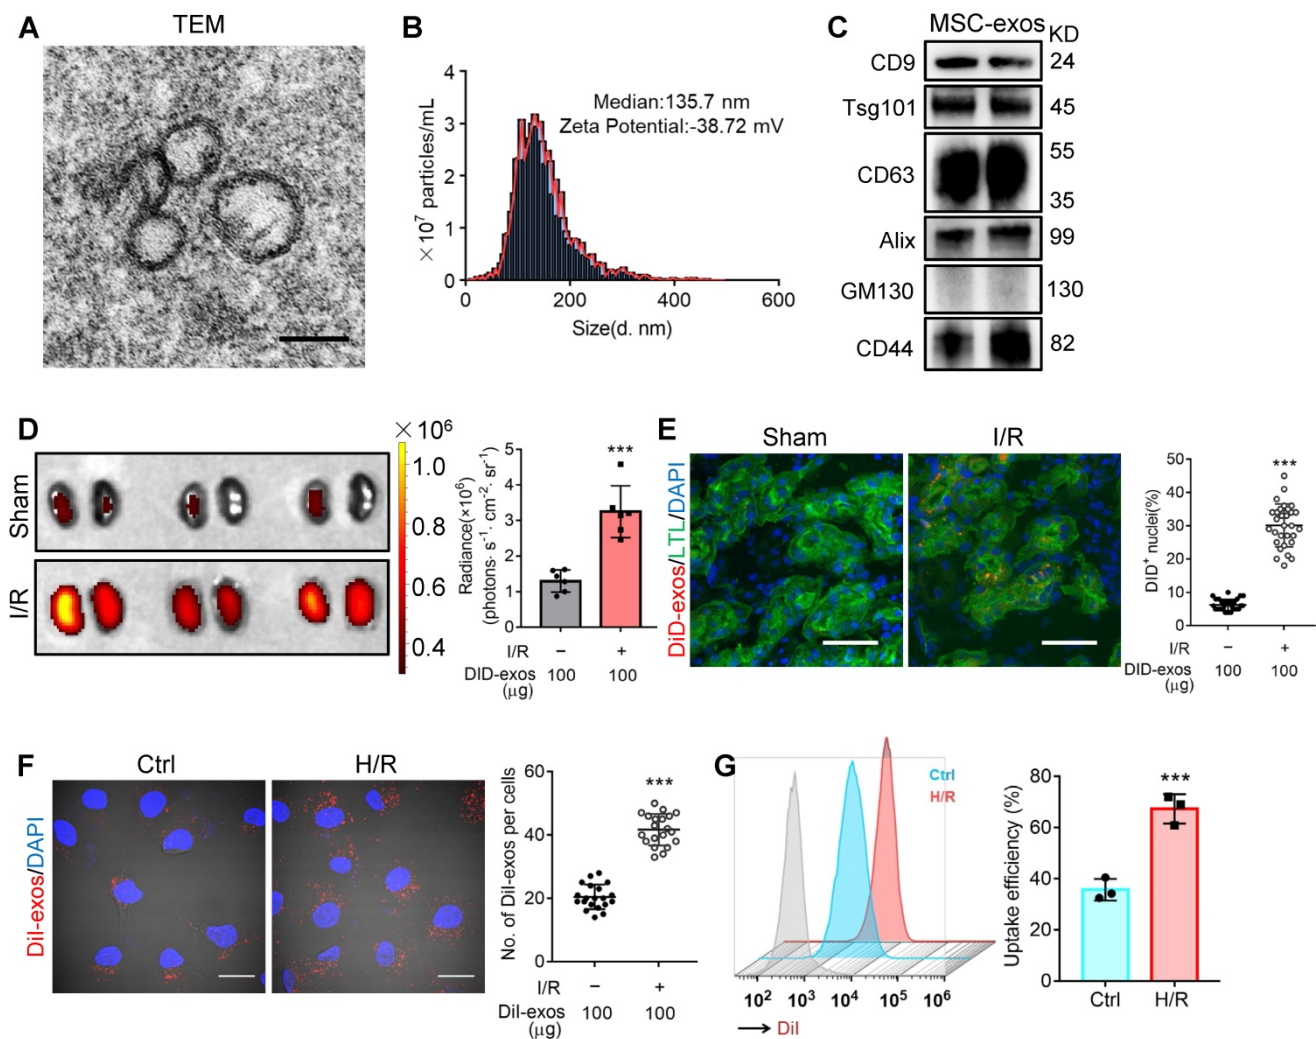 A
TEM
B
4
3
2
1
0
×10⁷ particles/mL
Median:135.7 nm
Zeta Potential:-38.72 mV
0 200 400 600
Size(d. nm)
C
MSC-exos KD
CD9 24
Tsg101 45
CD63 55
35
Alix 99
GM130 130
CD44 82
D
Sham
I/R
×10⁶
1.0
0.8
0.6
0.4
Radiance(×10⁶)
(photons· s⁻¹ · cm⁻²· sr⁻¹)
5
4
3
2
1
0
***
I/R − +
DID-exos 100 100
(μg)
E
Sham I/R
DiD-exos/LTL/DAPI
DID⁺ nuclei(%)
50
40
30
20
10
0
***
I/R − +
DID-exos 100 100
(μg)
F
Ctrl H/R
Dil-exos/DAPI
No. of Dil-exos per cells
60
40
20
0
***
I/R − +
Dil-exos 100 100
(μg)
G
Ctrl
H/R
10² 10³ 10⁴ 10⁵ 10⁶
→ Dil
Uptake efficiency (%)
80
60
40
20
0
***
Ctrl H/R